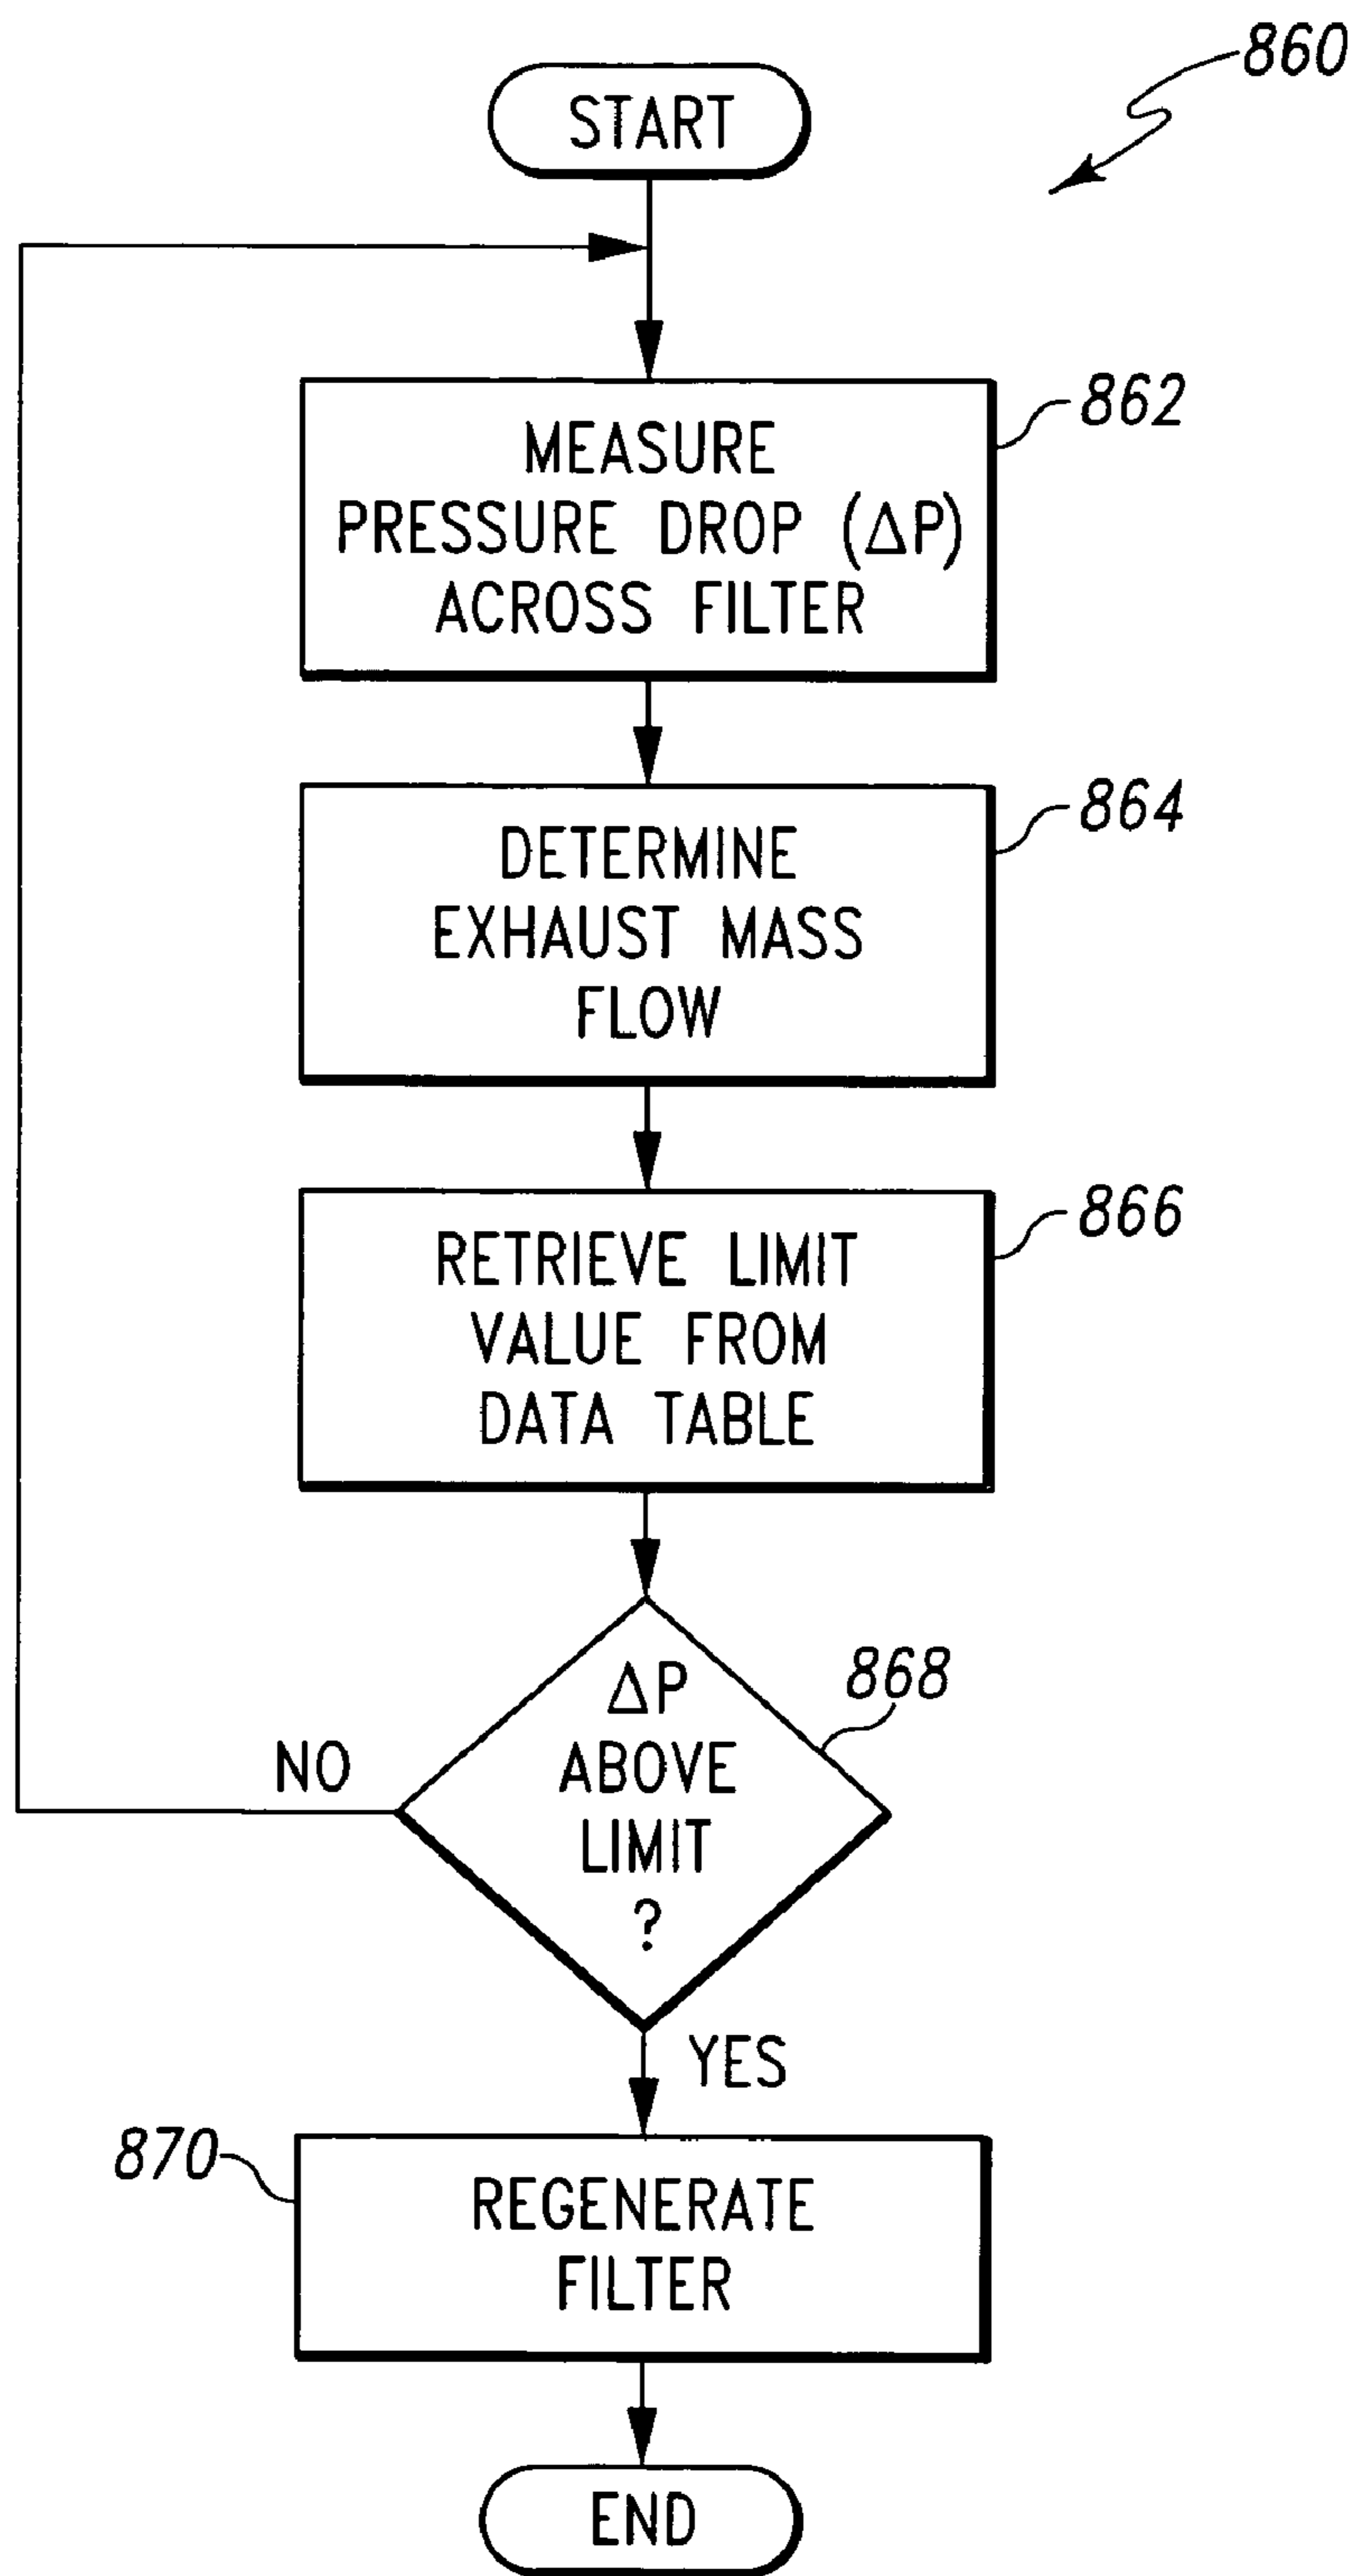 860
START
MEASURE
PRESSURE DROP (ΔP)
ACROSS FILTER
862
DETERMINE
EXHAUST MASS
FLOW
864
RETRIEVE LIMIT
VALUE FROM
DATA TABLE
866
ΔP
ABOVE
LIMIT
?
868
NO
YES
870
REGENERATE
FILTER
END